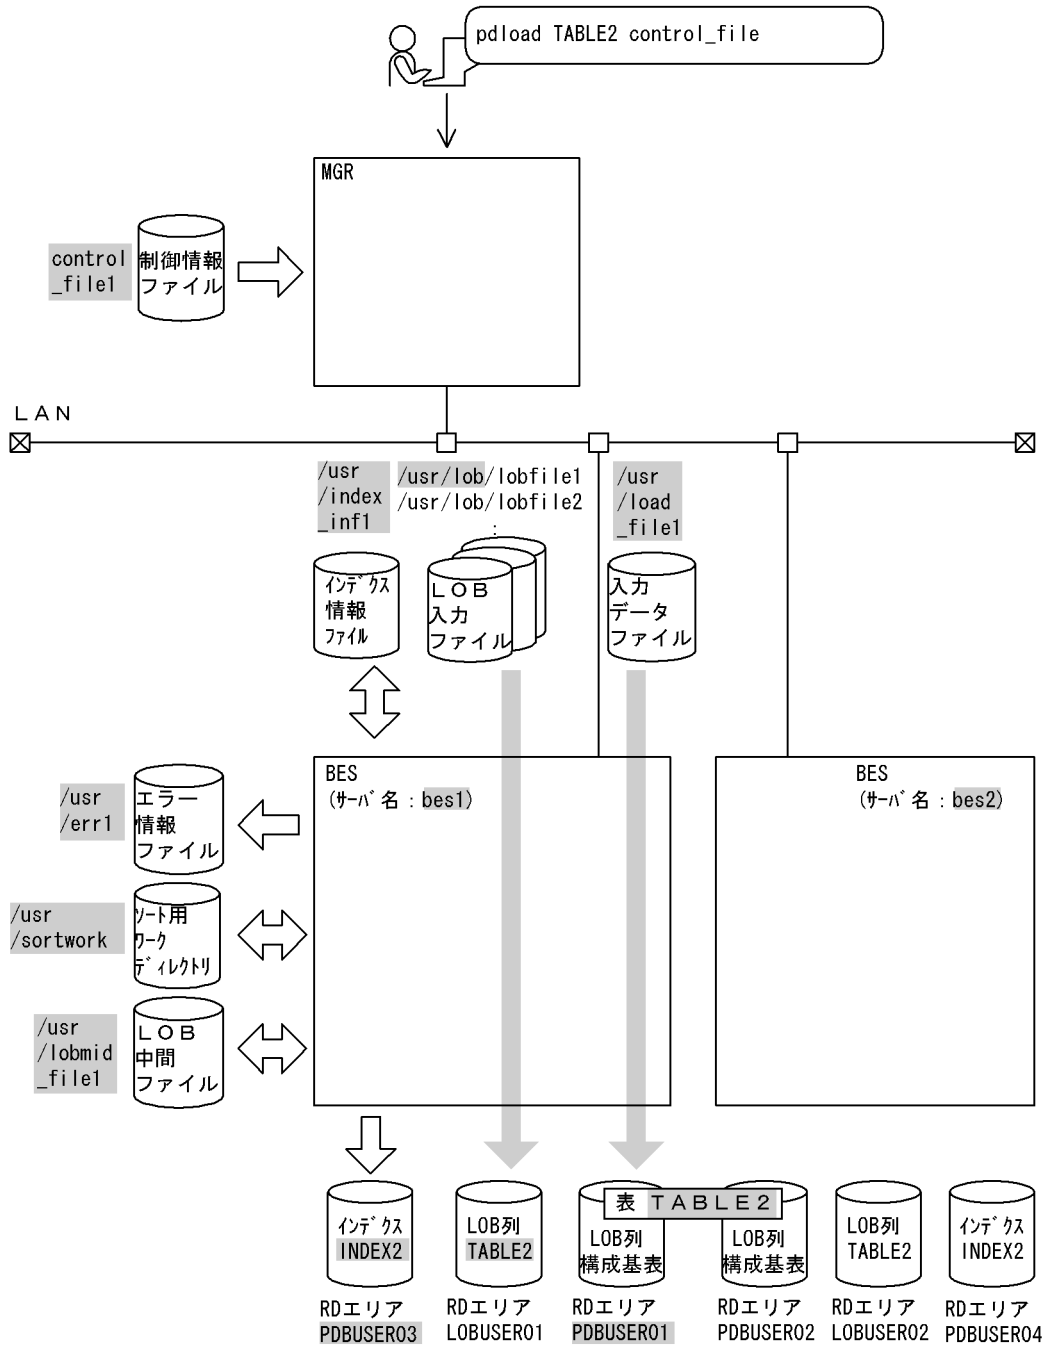 pdload TABLE2 control_file
MGR
control
_file1
制御情報
ファイル
ＬＡＮ
/usr
/index
_inf1
/usr/lob/lobfile1
/usr/lob/lobfile2
:
/usr
/load
_file1
ｲﾝﾃﾞｸｽ
情報
ﾌｧｲﾙ
ＬＯＢ
入力
ファイル
入力
データ
ファイル
BES
(ｻｰﾊﾞ名：bes1)
BES
(ｻｰﾊﾞ名：bes2)
/usr
/err1
エラー
情報
ファイル
/usr
/sortwork
ｿｰﾄ用
ﾜｰｸ
ﾃﾞｨﾚｸﾄﾘ
/usr
/lobmid
_file1
ＬＯＢ
中間
ファイル
表 ＴＡＢＬＥ２
ｲﾝﾃﾞｸｽ
INDEX2
LOB列
TABLE2
LOB列
構成基表
LOB列
構成基表
LOB列
TABLE2
ｲﾝﾃﾞｸｽ
INDEX2
RDエリア
PDBUSER03
RDエリア
LOBUSER01
RDエリア
PDBUSER01
RDエリア
PDBUSER02
RDエリア
LOBUSER02
RDエリア
PDBUSER04